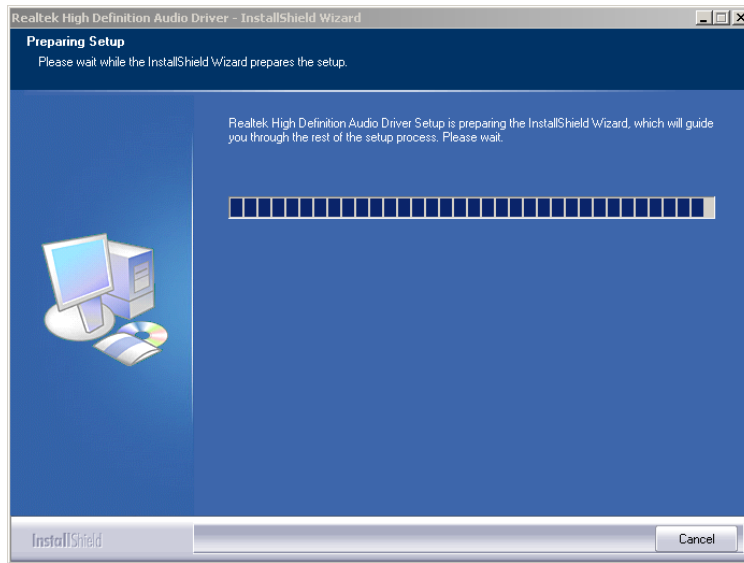 Realtek High Definition Audio Driver - InstallShield Wizard
Preparing Setup
Please wait while the InstallShield Wizard prepares the setup.
Realtek High Definition Audio Driver Setup is preparing the InstallShield Wizard, which will guide
you through the rest of the setup process. Please wait.
InstallShield
Cancel